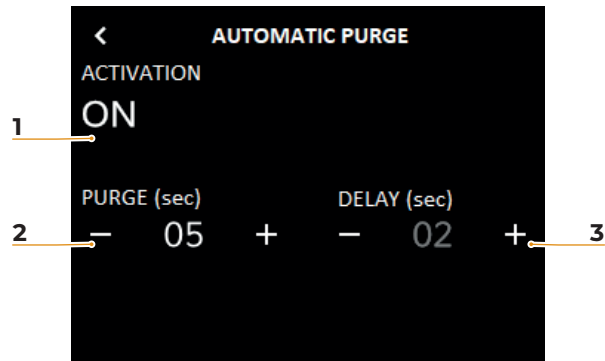 < AUTOMATIC PURGE
ACTIVATION
ON
1
PURGE (sec) DELAY (sec)
2 − 05 + − 02 + 3